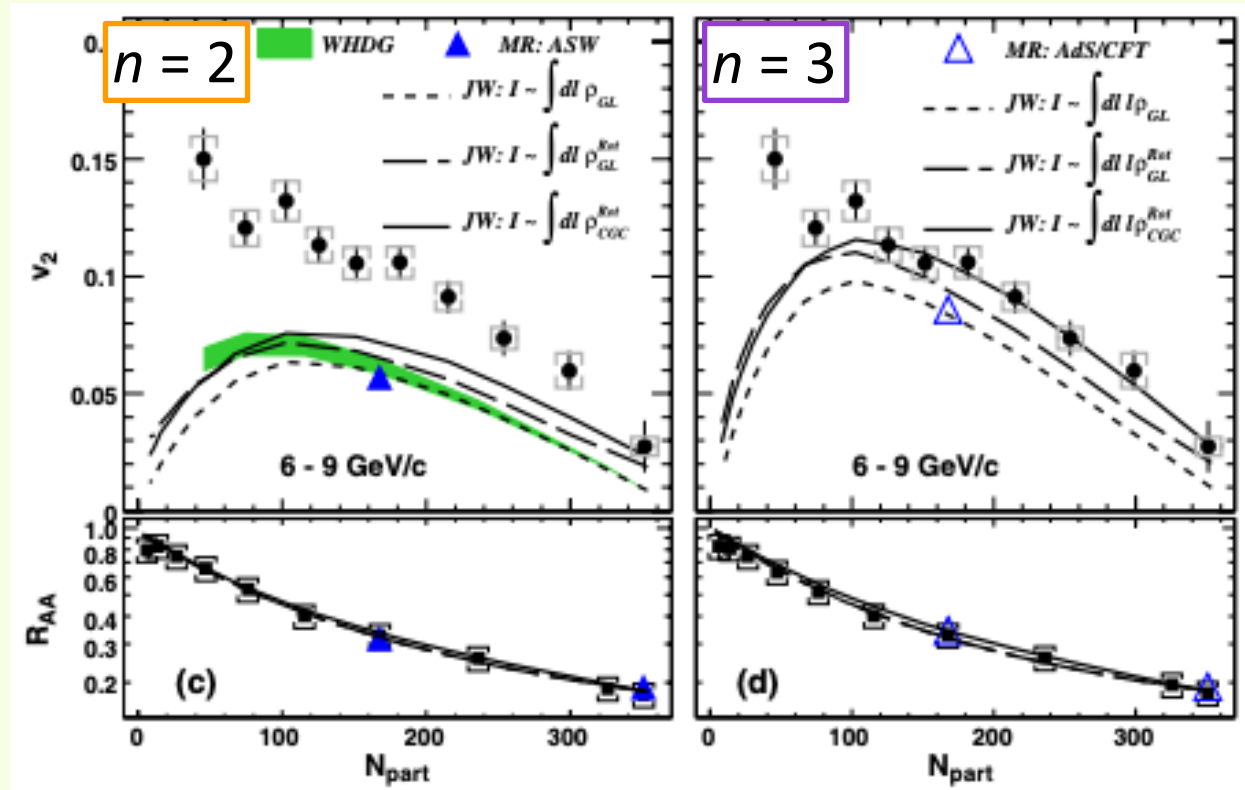 n = 2
WHDG
MR: ASW
JW: I ~ ∫ dl ρ_GL
JW: I ~ ∫ dl ρ_GL^Rot
JW: I ~ ∫ dl ρ_CGC^Rot
0.15
0.1
0.05
0
v₂
6 - 9 GeV/c
n = 3
MR: AdS/CFT
JW: I ~ ∫ dl lρ_GL
JW: I ~ ∫ dl lρ_GL^Rot
JW: I ~ ∫ dl lρ_CGC^Rot
6 - 9 GeV/c
1.0
0.8
0.6
0.4
0.3
0.2
R_AA
(c)
(d)
0 100 200 300
0 100 200 300
N_part
N_part